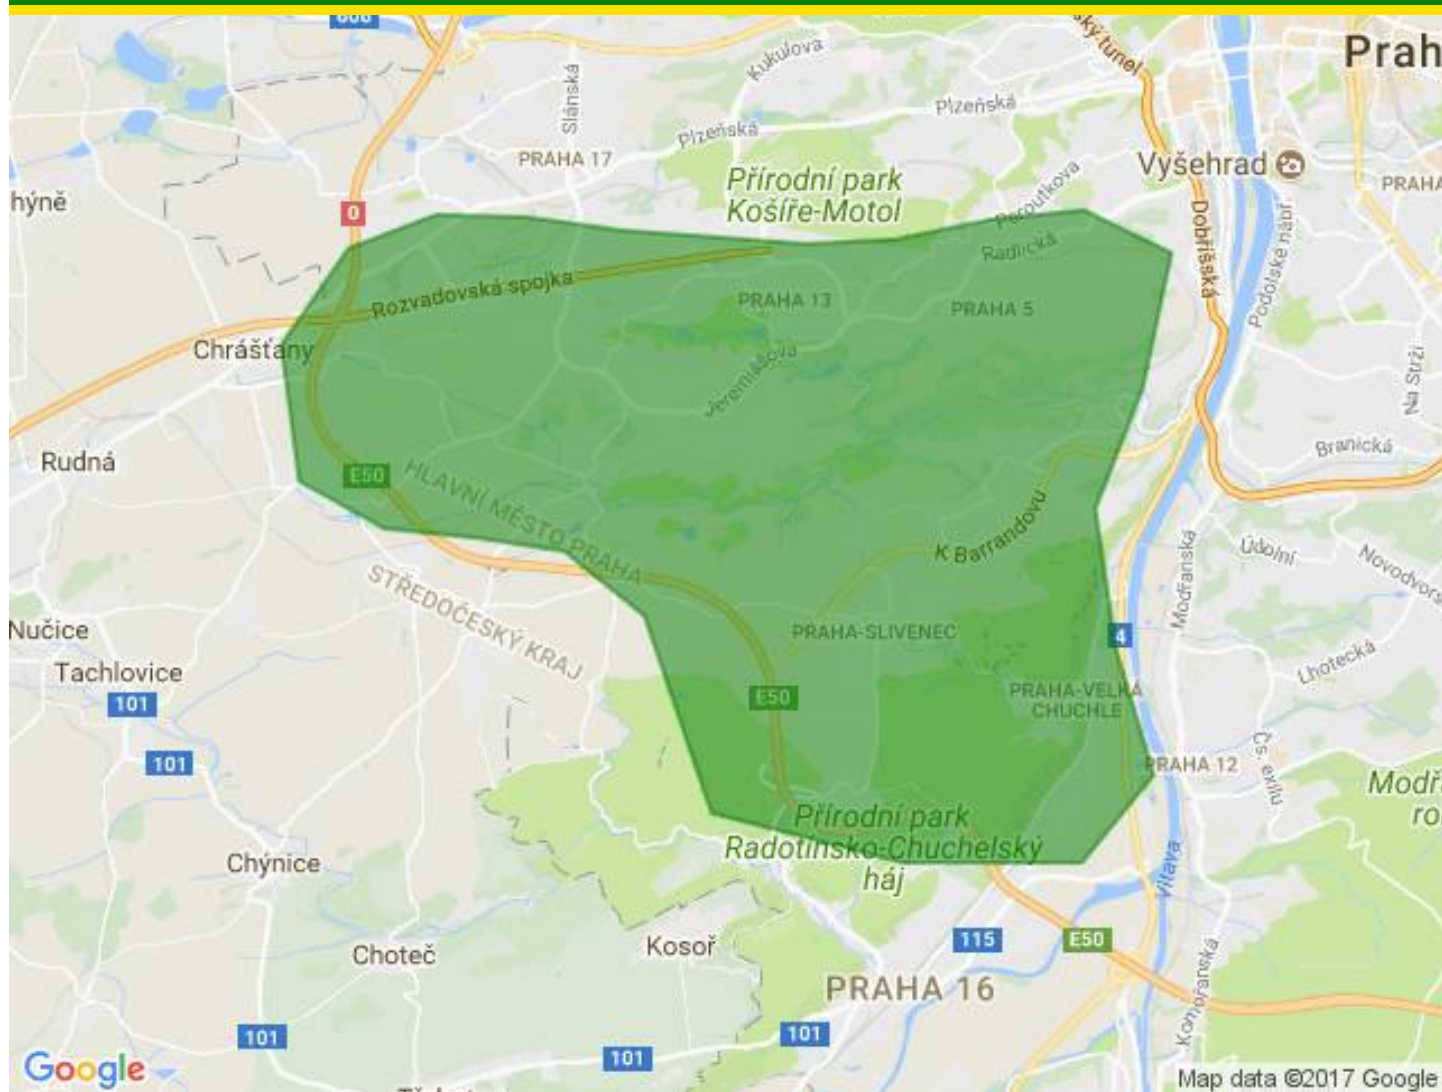 606
Kukulova
Prah
Slánská
Plzeňská
Plzeňská
PRAHA 17
Vyšehrad
Přírodní park
Košíře-Motol
Peroutkova
PRAHA
hýně
0
Dobříšská
Podolské nábř.
Radlická
Rozvadovská spojka
PRAHA 13
PRAHA 5
Chrášťany
Jeremiášova
Na Strži
Rudná
Branická
E50
HLAVNÍ MĚSTO PRAHA
K Barrandovu
Údolní
Modřanská
Novodvors
STŘEDOČESKÝ KRAJ
Nučice
PRAHA-SLIVENEC
4
Lhotecká
Tachlovice
101
E50
PRAHA-VELKÁ
CHUCHLE
101
PRAHA 12
Čs. exilu
Modř
ro
Přírodní park
Radotínsko-Chuchelský
háj
Chýnice
Vltava
Choteč
Kosoř
115
E50
PRAHA 16
Komořanská
101
101
101
Google
Map data ©2017 Google